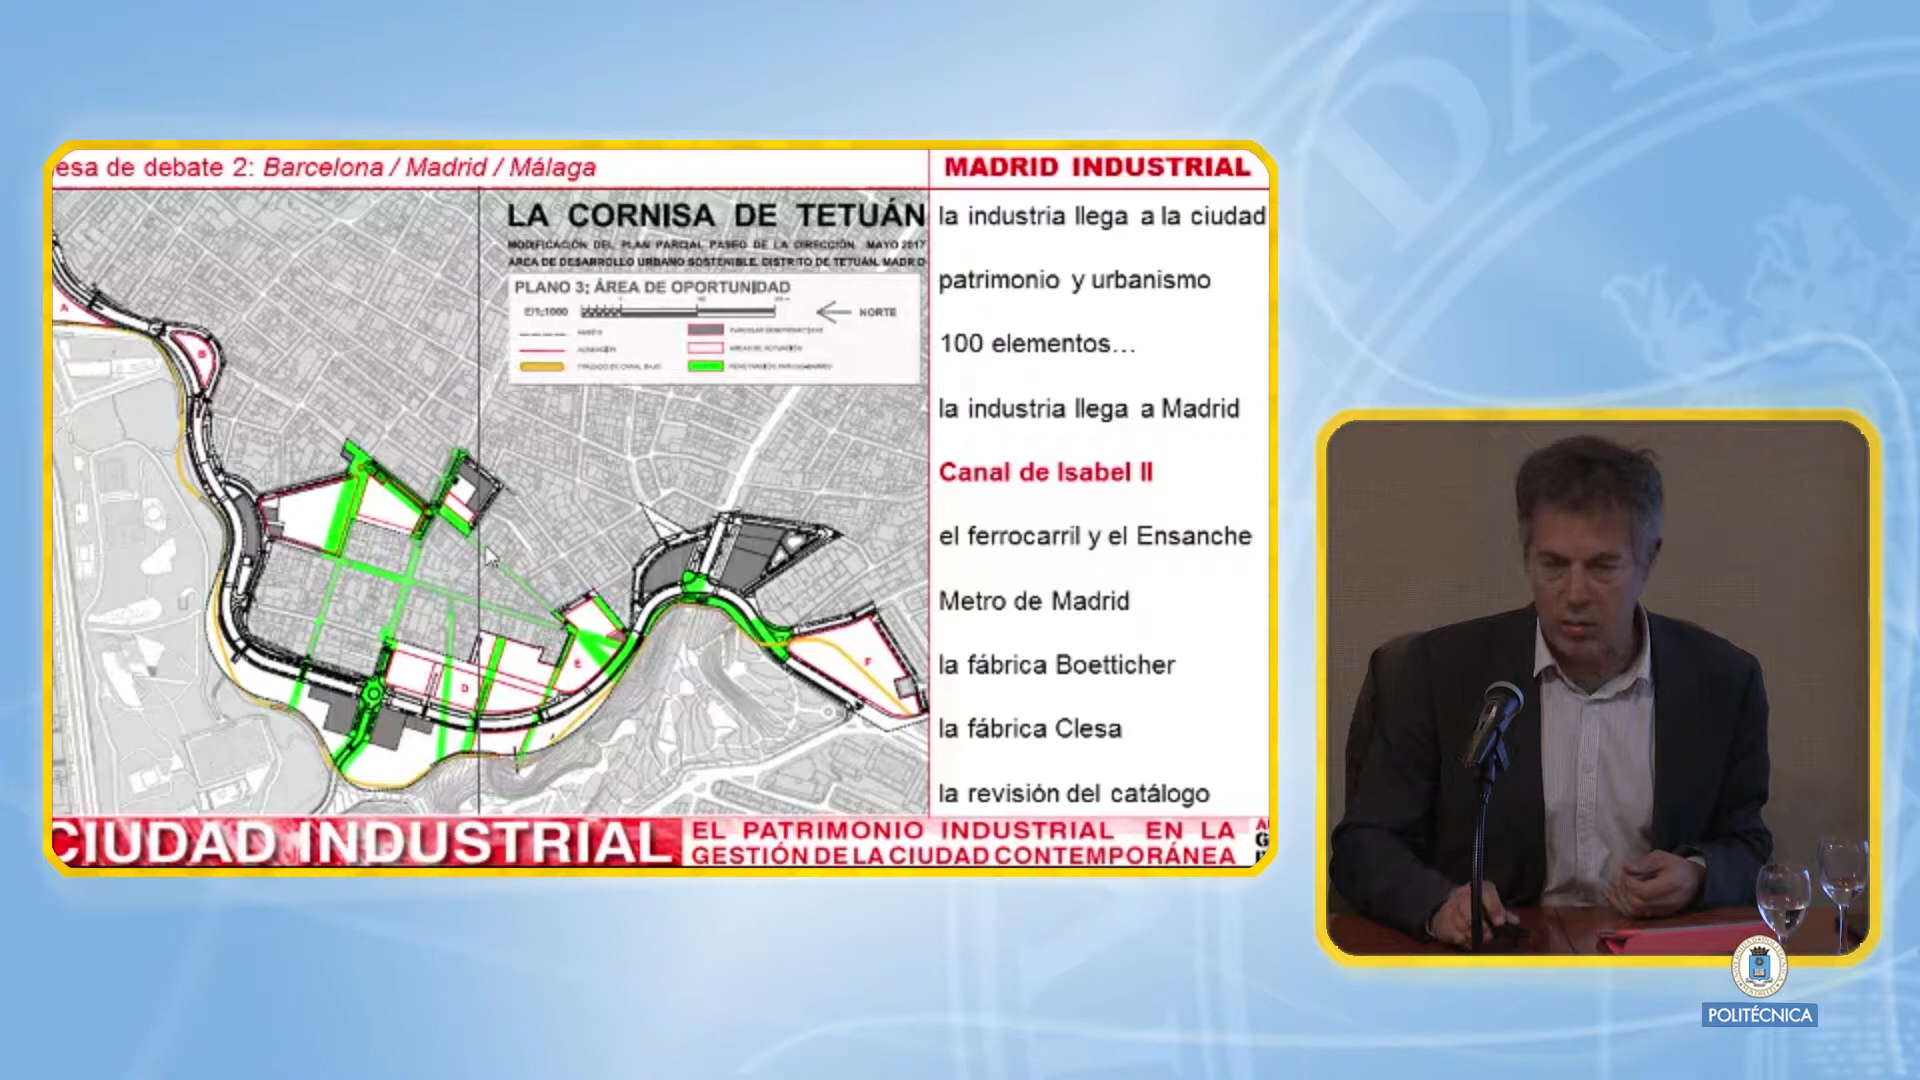 esa de debate 2: Barcelona / Madrid / Málaga
MADRID INDUSTRIAL
LA CORNISA DE TETUÁN
MODIFICACIÓN DEL PLAN PARCIAL PASEO DE LA DIRECCIÓN. MAYO 2017
ÁREA DE DESARROLLO URBANO SOSTENIBLE. DISTRITO DE TETUÁN. MADRID
PLANO 3: ÁREA DE OPORTUNIDAD
E/1:1000
NORTE
A
B
D
E
F
la industria llega a la ciudad
patrimonio y urbanismo
100 elementos...
la industria llega a Madrid
Canal de Isabel II
el ferrocarril y el Ensanche
Metro de Madrid
la fábrica Boetticher
la fábrica Clesa
la revisión del catálogo
CIUDAD INDUSTRIAL
EL PATRIMONIO INDUSTRIAL EN LA
GESTIÓN DE LA CIUDAD CONTEMPORÁNEA
POLITÉCNICA